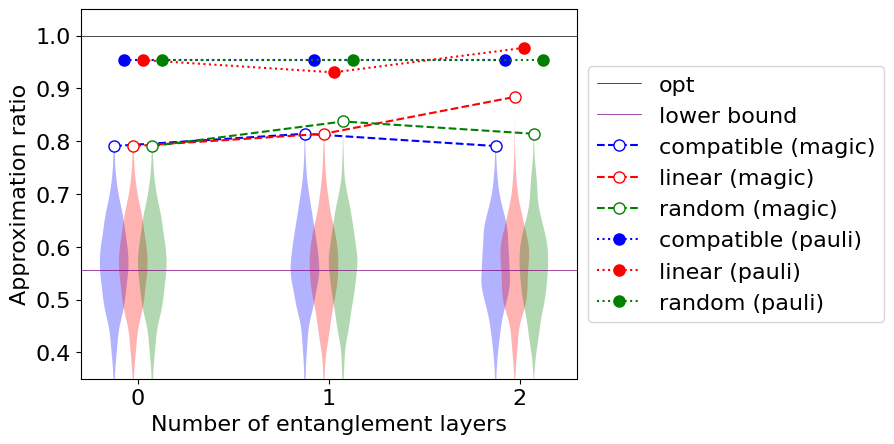 1.0
0.9
0.8
0.7
0.6
0.5
0.4
Approximation ratio
0 1 2
Number of entanglement layers
opt
lower bound
compatible (magic)
linear (magic)
random (magic)
compatible (pauli)
linear (pauli)
random (pauli)